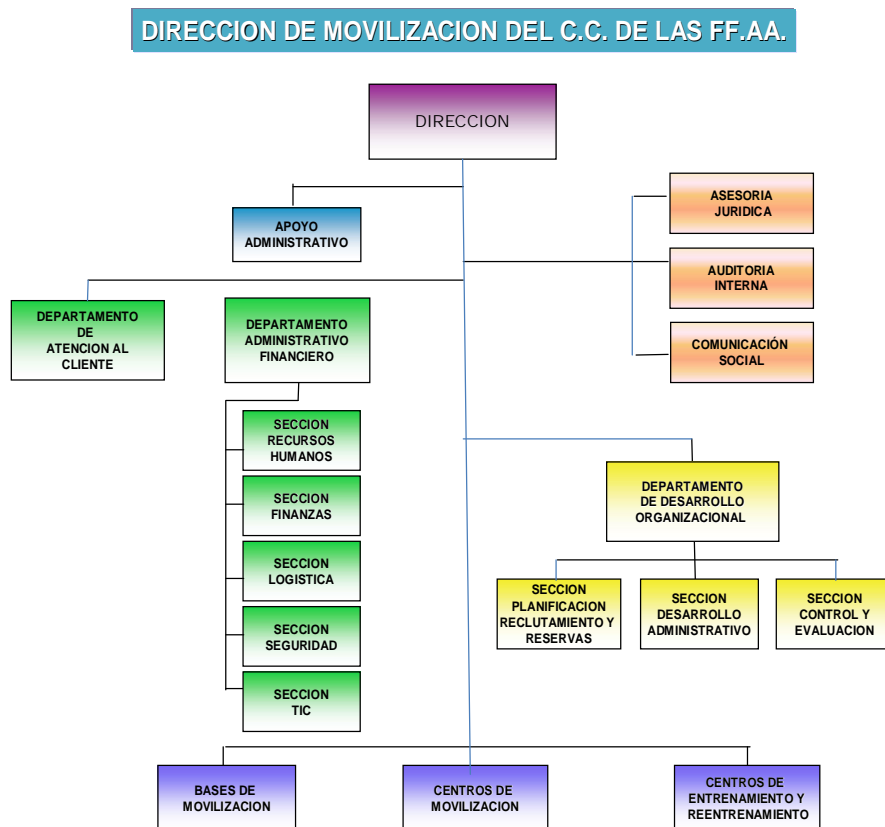 DIRECCION DE MOVILIZACION DEL C.C. DE LAS FF.AA.
DIRECCION
ASESORIA
JURIDICA
APOYO
ADMINISTRATIVO
AUDITORIA
INTERNA
DEPARTAMENTO
DE
ATENCION AL
CLIENTE
DEPARTAMENTO
ADMINISTRATIVO
FINANCIERO
COMUNICACIÓN
SOCIAL
SECCION
RECURSOS
HUMANOS
SECCION
FINANZAS
SECCION
LOGISTICA
SECCION
SEGURIDAD
SECCION
TIC
DEPARTAMENTO
DE DESARROLLO
ORGANIZACIONAL
SECCION
PLANIFICACION
RECLUTAMIENTO Y
RESERVAS
SECCION
DESARROLLO
ADMINISTRATIVO
SECCION
CONTROL Y
EVALUACION
BASES DE
MOVILIZACION
CENTROS DE
MOVILIZACION
CENTROS DE
ENTRENAMIENTO Y
REENTRENAMIENTO